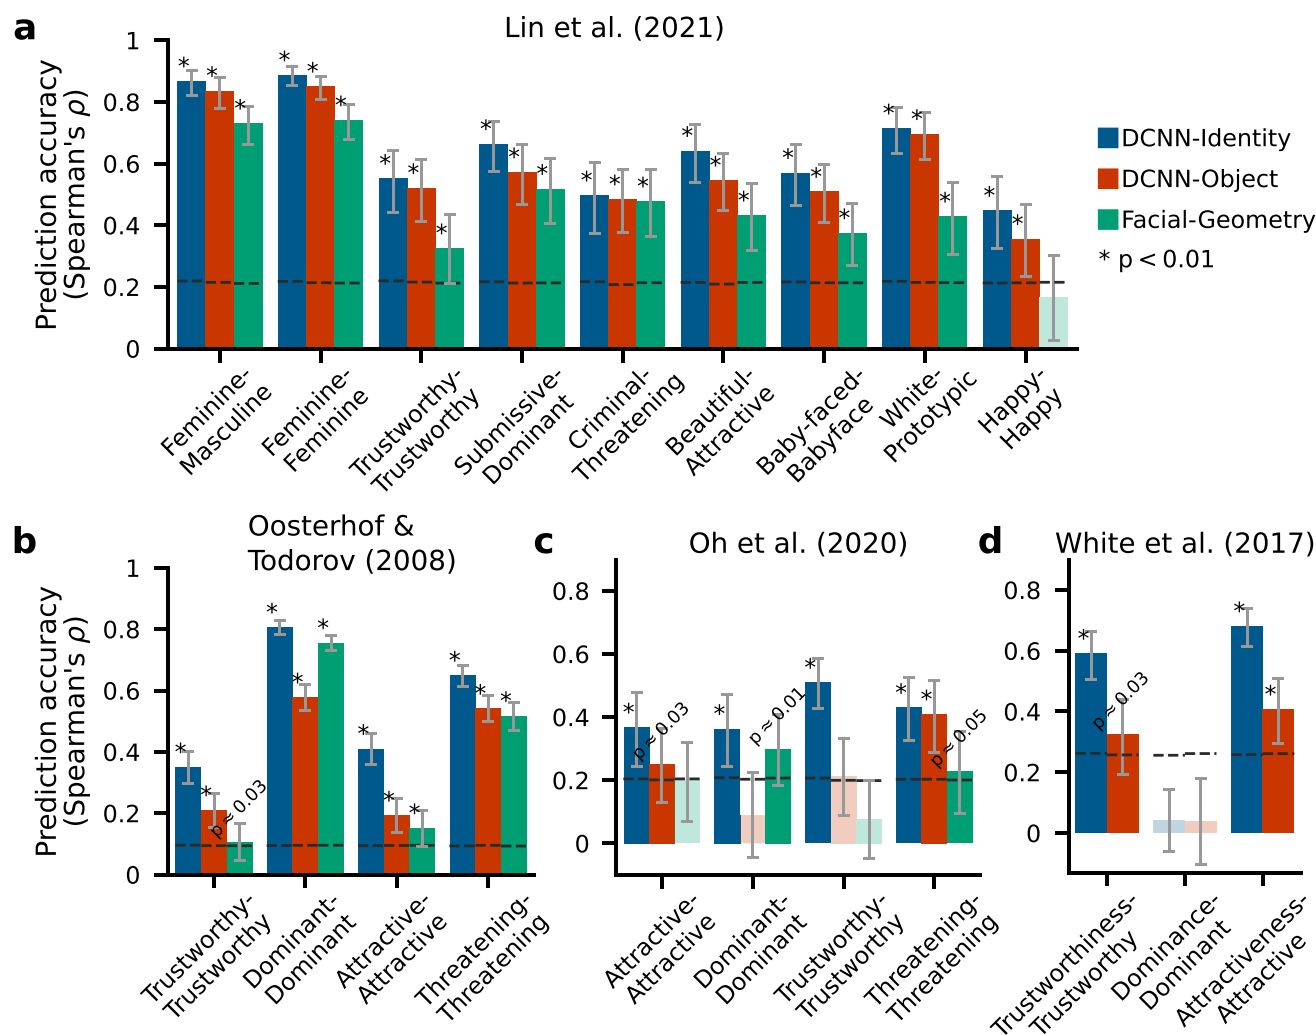 a
Lin et al. (2021)
Prediction accuracy
(Spearman's ρ)
1
0.8
0.6
0.4
0.2
0
* * * * * * * * * * * * * * * * * * * * * * * * * *
Feminine-
Masculine
Feminine-
Feminine
Trustworthy-
Trustworthy
Submissive-
Dominant
Criminal-
Threatening
Beautiful-
Attractive
Baby-faced-
Babyface
White-
Prototypic
Happy-
Happy
DCNN-Identity
DCNN-Object
Facial-Geometry
* p < 0.01
b
Oosterhof &
Todorov (2008)
Prediction accuracy
(Spearman's ρ)
1
0.8
0.6
0.4
0.2
0
* * p ≈ 0.03 * * * * * * * * *
Trustworthy-
Trustworthy
Dominant-
Dominant
Attractive-
Attractive
Threatening-
Threatening
c
Oh et al. (2020)
0.8
0.6
0.4
0.2
0
* p ≈ 0.03 * p ≈ 0.01 * * * p ≈ 0.05
Attractive-
Attractive
Dominant-
Dominant
Trustworthy-
Trustworthy
Threatening-
Threatening
d
White et al. (2017)
0.8
0.6
0.4
0.2
0
* p ≈ 0.03 * *
Trustworthiness-
Trustworthy
Dominance-
Dominant
Attractiveness-
Attractive